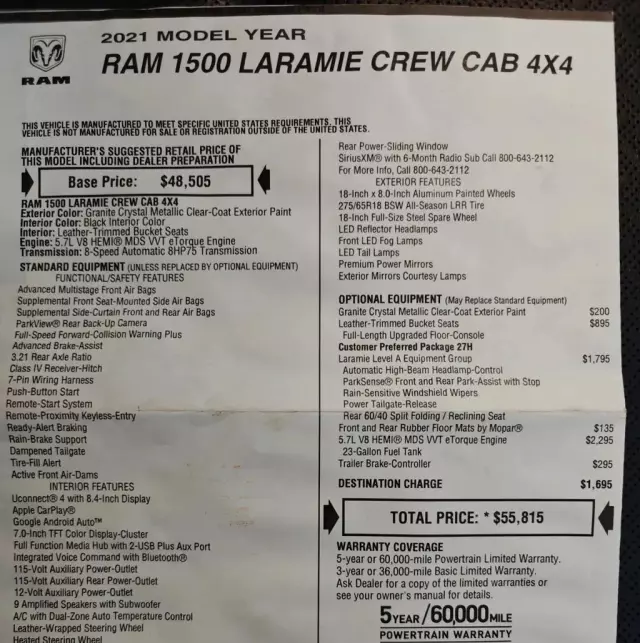 RAM
2021 MODEL YEAR
RAM 1500 LARAMIE CREW CAB 4X4
THIS VEHICLE IS MANUFACTURED TO MEET SPECIFIC UNITED STATES REQUIREMENTS. THIS
VEHICLE IS NOT MANUFACTURED FOR SALE OR REGISTRATION OUTSIDE OF THE UNITED STATES.
MANUFACTURER'S SUGGESTED RETAIL PRICE OF
THIS MODEL INCLUDING DEALER PREPARATION
Base Price: $48,505
RAM 1500 LARAMIE CREW CAB 4X4
Exterior Color: Granite Crystal Metallic Clear-Coat Exterior Paint
Interior Color: Black Interior Color
Interior: Leather-Trimmed Bucket Seats
Engine: 5.7L V8 HEMI® MDS VVT eTorque Engine
Transmission: 8-Speed Automatic 8HP75 Transmission
STANDARD EQUIPMENT (UNLESS REPLACED BY OPTIONAL EQUIPMENT)
FUNCTIONAL/SAFETY FEATURES
Advanced Multistage Front Air Bags
Supplemental Front Seat-Mounted Side Air Bags
Supplemental Side-Curtain Front and Rear Air Bags
ParkView® Rear Back-Up Camera
Full-Speed Forward-Collision Warning Plus
Advanced Brake-Assist
3.21 Rear Axle Ratio
Class IV Receiver-Hitch
7-Pin Wiring Harness
Push-Button Start
Remote-Start System
Remote-Proximity Keyless-Entry
Ready-Alert Braking
Rain-Brake Support
Dampened Tailgate
Tire-Fill Alert
Active Front Air-Dams
INTERIOR FEATURES
Uconnect® 4 with 8.4-Inch Display
Apple CarPlay®
Google Android Auto™
7.0-Inch TFT Color Display-Cluster
Full Function Media Hub with 2-USB Plus Aux Port
Integrated Voice Command with Bluetooth®
115-Volt Auxiliary Power-Outlet
115-Volt Auxiliary Rear Power-Outlet
12-Volt Auxiliary Power-Outlet
9 Amplified Speakers with Subwoofer
A/C with Dual-Zone Auto Temperature Control
Leather-Wrapped Steering Wheel
Heated Steering Wheel
Rear Power-Sliding Window
SiriusXM® with 6-Month Radio Sub Call 800-643-2112
For More Info, Call 800-643-2112
EXTERIOR FEATURES
18-Inch x 8.0-Inch Aluminum Painted Wheels
275/65R18 BSW All-Season LRR Tire
18-Inch Full-Size Steel Spare Wheel
LED Reflector Headlamps
Front LED Fog Lamps
LED Tail Lamps
Premium Power Mirrors
Exterior Mirrors Courtesy Lamps
OPTIONAL EQUIPMENT (May Replace Standard Equipment)
Granite Crystal Metallic Clear-Coat Exterior Paint $200
Leather-Trimmed Bucket Seats $895
Full-Length Upgraded Floor-Console
Customer Preferred Package 27H
Laramie Level A Equipment Group $1,795
Automatic High-Beam Headlamp-Control
ParkSense® Front and Rear Park-Assist with Stop
Rain-Sensitive Windshield Wipers
Power Tailgate-Release
Rear 60/40 Split Folding / Reclining Seat
Front and Rear Rubber Floor Mats by Mopar® $135
5.7L V8 HEMI® MDS VVT eTorque Engine $2,295
23-Gallon Fuel Tank
Trailer Brake-Controller $295
DESTINATION CHARGE $1,695
TOTAL PRICE: * $55,815
WARRANTY COVERAGE
5-year or 60,000-mile Powertrain Limited Warranty.
3-year or 36,000-mile Basic Limited Warranty.
Ask Dealer for a copy of the limited warranties or
see your owner's manual for details.
5YEAR/60,000MILE
POWERTRAIN WARRANTY